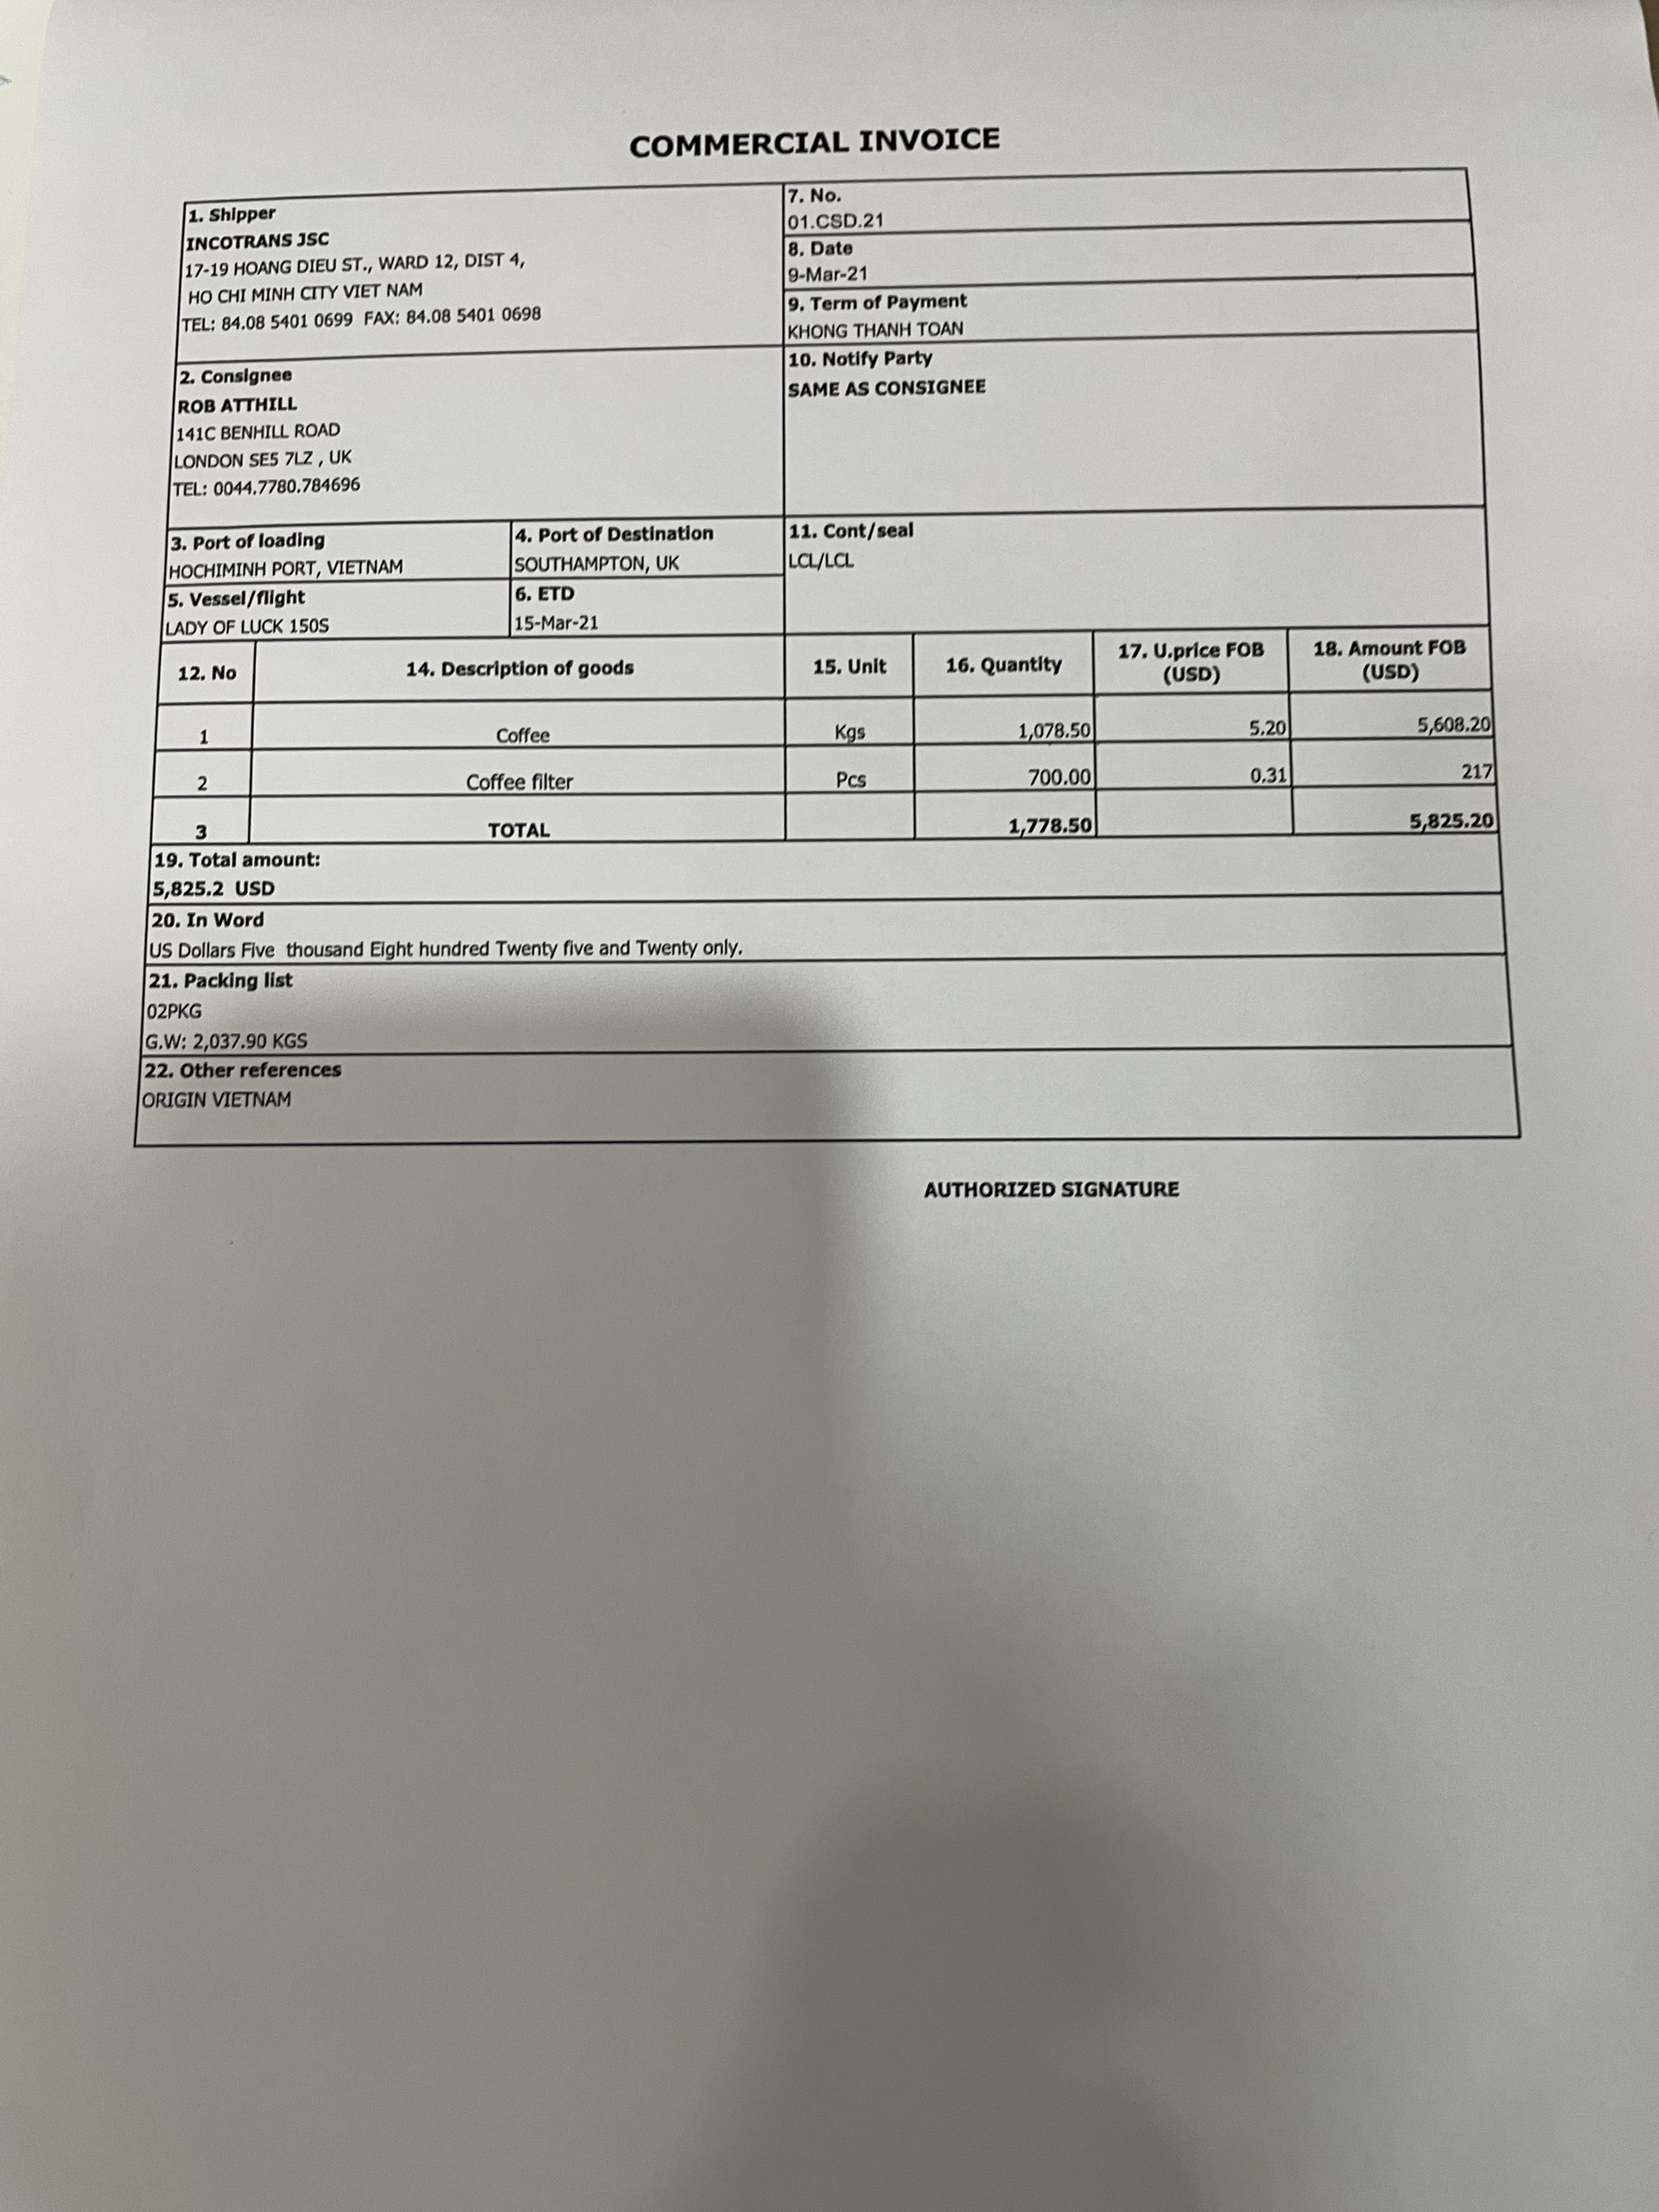 COMMERCIAL INVOICE
1. Shipper
INCOTRANS JSC
17-19 HOANG DIEU ST., WARD 12, DIST 4,
HO CHI MINH CITY VIET NAM
TEL: 84.08 5401 0699 FAX: 84.08 5401 0698
7. No.
01.CSD.21
8. Date
9-Mar-21
9. Term of Payment
KHONG THANH TOAN
2. Consignee
ROB ATTHILL
141C BENHILL ROAD
LONDON SE5 7LZ , UK
TEL: 0044.7780.784696
10. Notify Party
SAME AS CONSIGNEE
3. Port of loading
HOCHIMINH PORT, VIETNAM
4. Port of Destination
SOUTHAMPTON, UK
11. Cont/seal
LCL/LCL
5. Vessel/flight
LADY OF LUCK 150S
6. ETD
15-Mar-21
12. No 14. Description of goods 15. Unit 16. Quantity 17. U.price FOB (USD) 18. Amount FOB (USD)
1 Coffee Kgs 1,078.50 5.20 5,608.20
2 Coffee filter Pcs 700.00 0.31 217
3 TOTAL 1,778.50 5,825.20
19. Total amount:
5,825.2 USD
20. In Word
US Dollars Five thousand Eight hundred Twenty five and Twenty only.
21. Packing list
02PKG
G.W: 2,037.90 KGS
22. Other references
ORIGIN VIETNAM
AUTHORIZED SIGNATURE